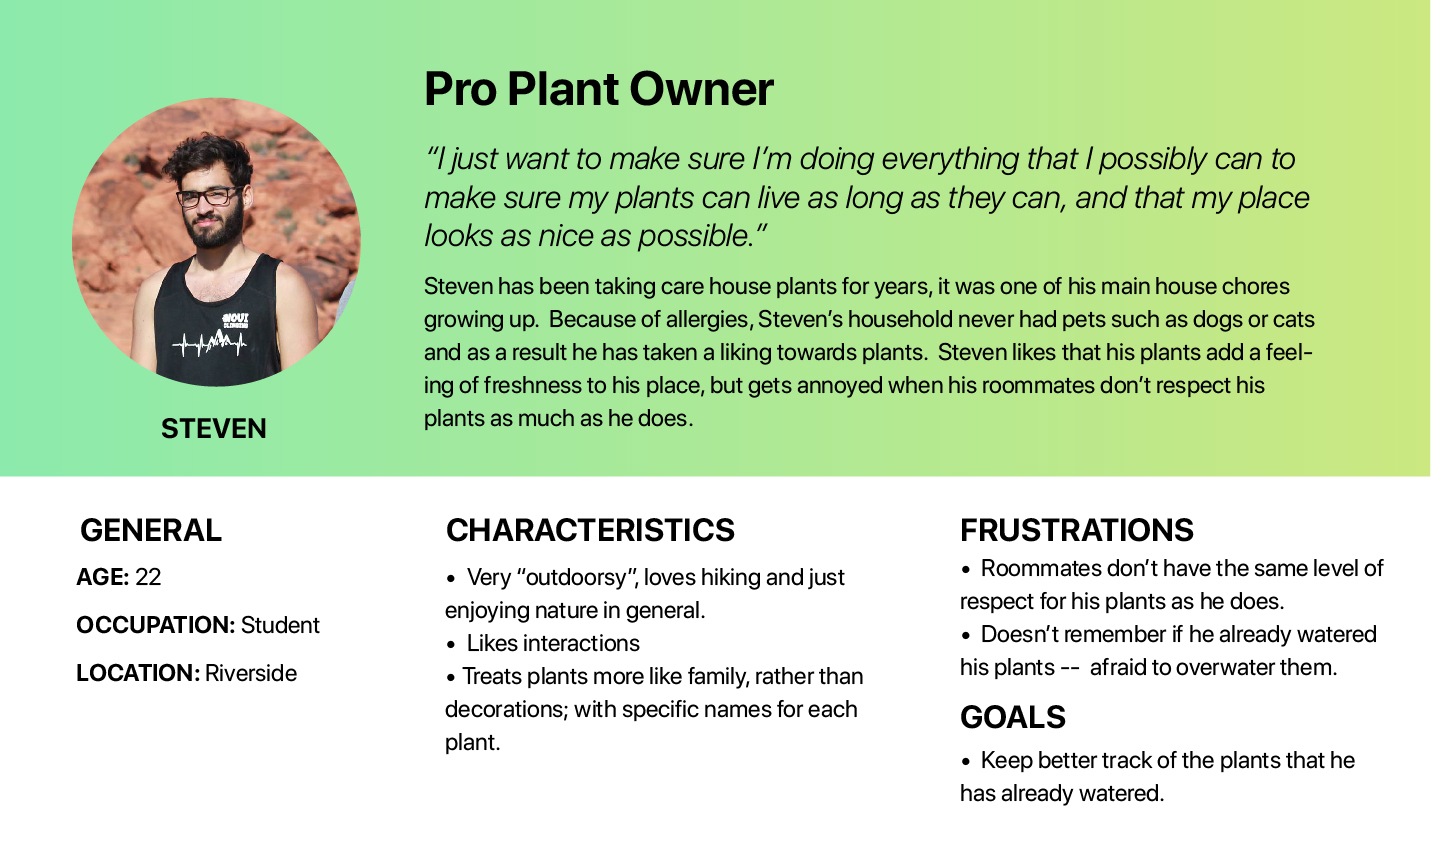 Pro Plant Owner
“I just want to make sure I’m doing everything that I possibly can to
make sure my plants can live as long as they can, and that my place
looks as nice as possible.”
Steven has been taking care house plants for years, it was one of his main house chores
growing up.  Because of allergies, Steven’s household never had pets such as dogs or cats
and as a result he has taken a liking towards plants.  Steven likes that his plants add a feel-
ing of freshness to his place, but gets annoyed when his roommates don’t respect his
plants as much as he does.
STEVEN
GENERAL
AGE: 22
OCCUPATION: Student
LOCATION: Riverside
CHARACTERISTICS
• Very “outdoorsy”, loves hiking and just
enjoying nature in general.
• Likes interactions
• Treats plants more like family, rather than
decorations; with specific names for each
plant.
FRUSTRATIONS
• Roommates don’t have the same level of
respect for his plants as he does.
• Doesn’t remember if he already watered
his plants --  afraid to overwater them.
GOALS
• Keep better track of the plants that he
has already watered.